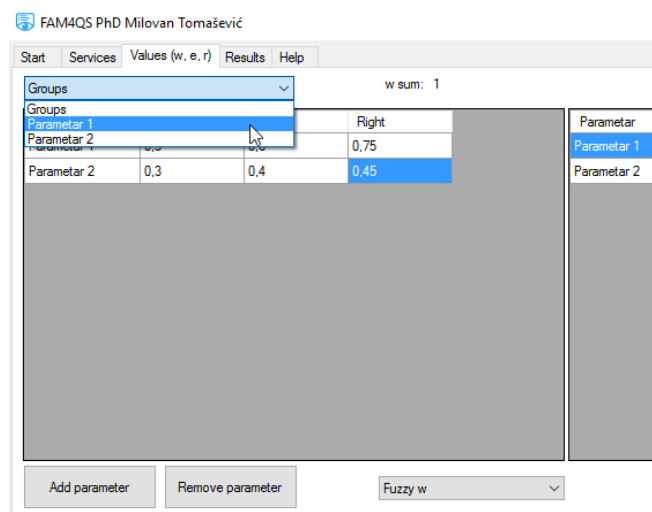 FAM4QS PhD Milovan Tomašević
Start Services Values (w, e, r) Results Help
Groups w sum: 1
Groups
Parametar 1
Parametar 2
Right
0,75
Parametar 2 0,3 0,4 0,45
Parametar
Parametar 1
Parametar 2
Add parameter Remove parameter Fuzzy w